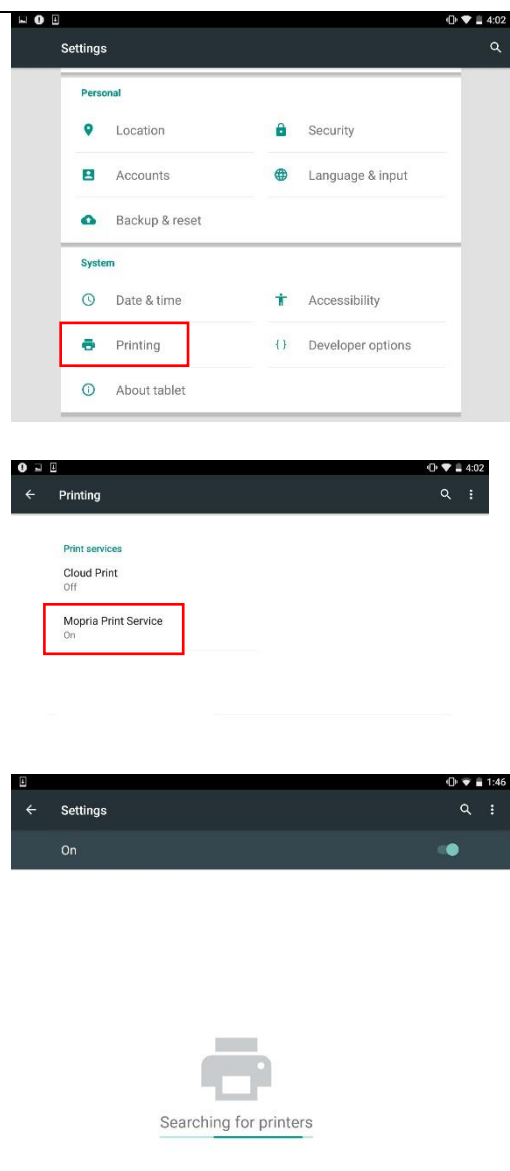 4:02
Settings
Personal
Location
Security
Accounts
Language & input
Backup & reset
System
Date & time
Accessibility
Printing
{ } Developer options
About tablet
4:02
Printing
Print services
Cloud Print
Off
Mopria Print Service
On
1:46
Settings
On
Searching for printers